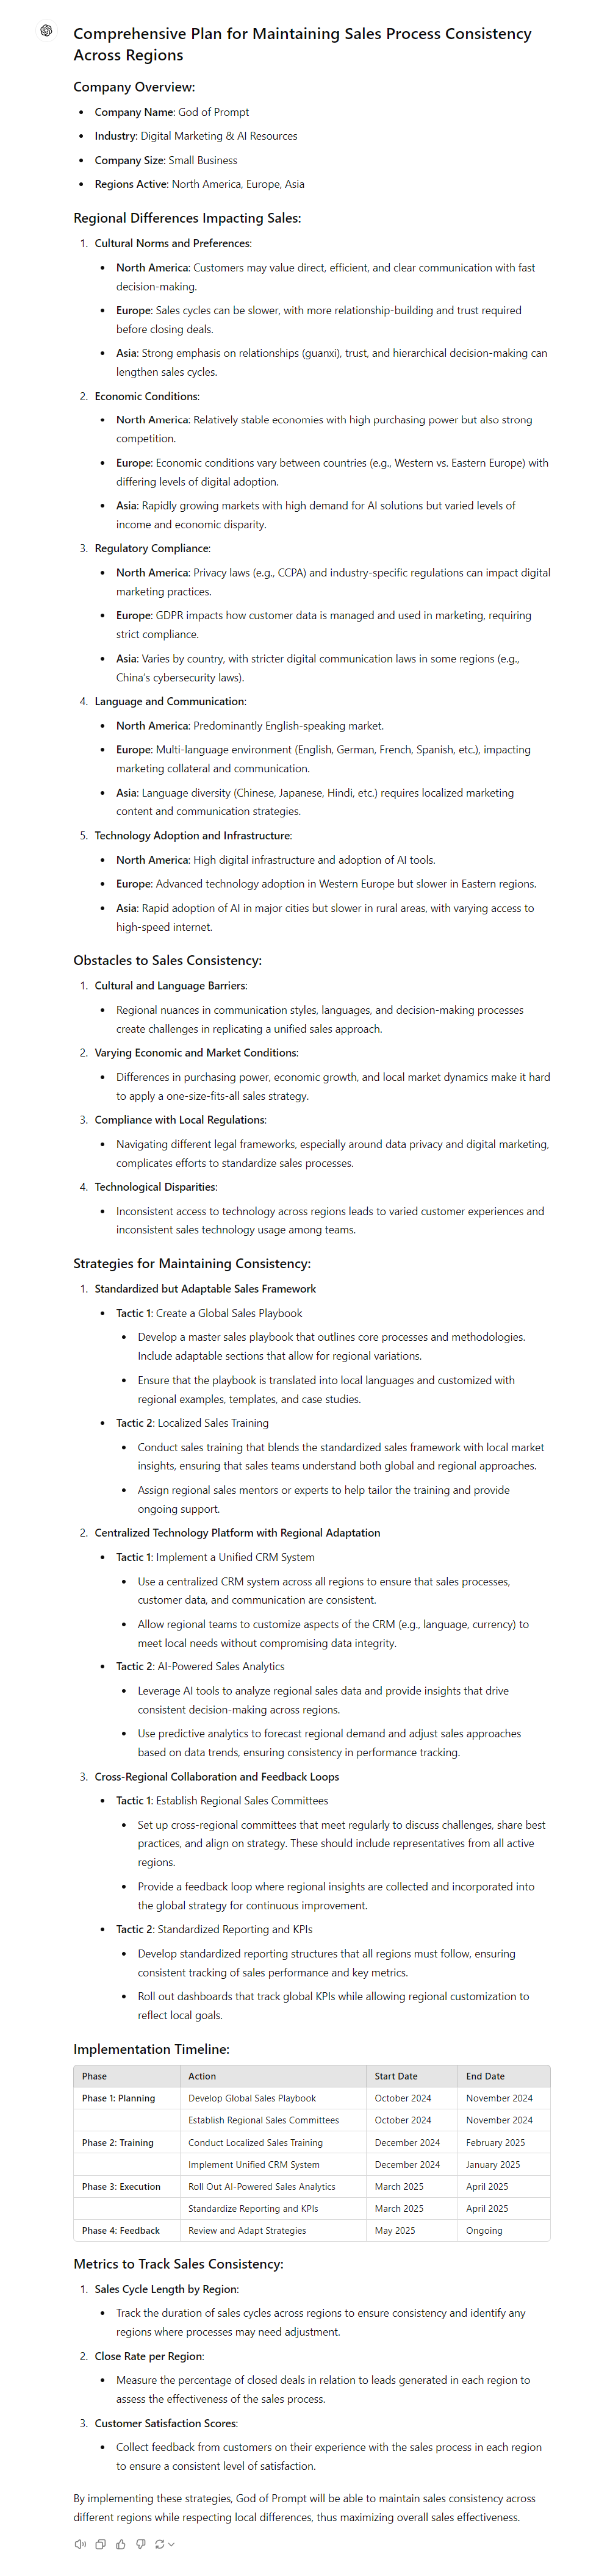 Comprehensive Plan for Maintaining Sales Process Consistency
Across Regions
Company Overview:
• Company Name: God of Prompt
• Industry: Digital Marketing & AI Resources
• Company Size: Small Business
• Regions Active: North America, Europe, Asia
Regional Differences Impacting Sales:
1. Cultural Norms and Preferences:
• North America: Customers may value direct, efficient, and clear communication with fast
decision-making.
• Europe: Sales cycles can be slower, with more relationship-building and trust required
before closing deals.
• Asia: Strong emphasis on relationships (guanxi), trust, and hierarchical decision-making can
lengthen sales cycles.
2. Economic Conditions:
• North America: Relatively stable economies with high purchasing power but also strong
competition.
• Europe: Economic conditions vary between countries (e.g., Western vs. Eastern Europe) with
differing levels of digital adoption.
• Asia: Rapidly growing markets with high demand for AI solutions but varied levels of
income and economic disparity.
3. Regulatory Compliance:
• North America: Privacy laws (e.g., CCPA) and industry-specific regulations can impact digital
marketing practices.
• Europe: GDPR impacts how customer data is managed and used in marketing, requiring
strict compliance.
• Asia: Varies by country, with stricter digital communication laws in some regions (e.g.,
China's cybersecurity laws).
4. Language and Communication:
• North America: Predominantly English-speaking market.
• Europe: Multi-language environment (English, German, French, Spanish, etc.), impacting
marketing collateral and communication.
• Asia: Language diversity (Chinese, Japanese, Hindi, etc.) requires localized marketing
content and communication strategies.
5. Technology Adoption and Infrastructure:
• North America: High digital infrastructure and adoption of AI tools.
• Europe: Advanced technology adoption in Western Europe but slower in Eastern regions.
• Asia: Rapid adoption of AI in major cities but slower in rural areas, with varying access to
high-speed internet.
Obstacles to Sales Consistency:
1. Cultural and Language Barriers:
• Regional nuances in communication styles, languages, and decision-making processes
create challenges in replicating a unified sales approach.
2. Varying Economic and Market Conditions:
• Differences in purchasing power, economic growth, and local market dynamics make it hard
to apply a one-size-fits-all sales strategy.
3. Compliance with Local Regulations:
• Navigating different legal frameworks, especially around data privacy and digital marketing,
complicates efforts to standardize sales processes.
4. Technological Disparities:
• Inconsistent access to technology across regions leads to varied customer experiences and
inconsistent sales technology usage among teams.
Strategies for Maintaining Consistency:
1. Standardized but Adaptable Sales Framework
• Tactic 1: Create a Global Sales Playbook
• Develop a master sales playbook that outlines core processes and methodologies.
Include adaptable sections that allow for regional variations.
• Ensure that the playbook is translated into local languages and customized with
regional examples, templates, and case studies.
• Tactic 2: Localized Sales Training
• Conduct sales training that blends the standardized sales framework with local market
insights, ensuring that sales teams understand both global and regional approaches.
• Assign regional sales mentors or experts to help tailor the training and provide
ongoing support.
2. Centralized Technology Platform with Regional Adaptation
• Tactic 1: Implement a Unified CRM System
• Use a centralized CRM system across all regions to ensure that sales processes,
customer data, and communication are consistent.
• Allow regional teams to customize aspects of the CRM (e.g., language, currency) to
meet local needs without compromising data integrity.
• Tactic 2: AI-Powered Sales Analytics
• Leverage AI tools to analyze regional sales data and provide insights that drive
consistent decision-making across regions.
• Use predictive analytics to forecast regional demand and adjust sales approaches
based on data trends, ensuring consistency in performance tracking.
3. Cross-Regional Collaboration and Feedback Loops
• Tactic 1: Establish Regional Sales Committees
• Set up cross-regional committees that meet regularly to discuss challenges, share best
practices, and align on strategy. These should include representatives from all active
regions.
• Provide a feedback loop where regional insights are collected and incorporated into
the global strategy for continuous improvement.
• Tactic 2: Standardized Reporting and KPIs
• Develop standardized reporting structures that all regions must follow, ensuring
consistent tracking of sales performance and key metrics.
• Roll out dashboards that track global KPIs while allowing regional customization to
reflect local goals.
Implementation Timeline:
Phase Action Start Date End Date
Phase 1: Planning Develop Global Sales Playbook October 2024 November 2024
Establish Regional Sales Committees October 2024 November 2024
Phase 2: Training Conduct Localized Sales Training December 2024 February 2025
Implement Unified CRM System December 2024 January 2025
Phase 3: Execution Roll Out AI-Powered Sales Analytics March 2025 April 2025
Standardize Reporting and KPIs March 2025 April 2025
Phase 4: Feedback Review and Adapt Strategies May 2025 Ongoing
Metrics to Track Sales Consistency:
1. Sales Cycle Length by Region:
• Track the duration of sales cycles across regions to ensure consistency and identify any
regions where processes may need adjustment.
2. Close Rate per Region:
• Measure the percentage of closed deals in relation to leads generated in each region to
assess the effectiveness of the sales process.
3. Customer Satisfaction Scores:
• Collect feedback from customers on their experience with the sales process in each region
to ensure a consistent level of satisfaction.
By implementing these strategies, God of Prompt will be able to maintain sales consistency across
different regions while respecting local differences, thus maximizing overall sales effectiveness.